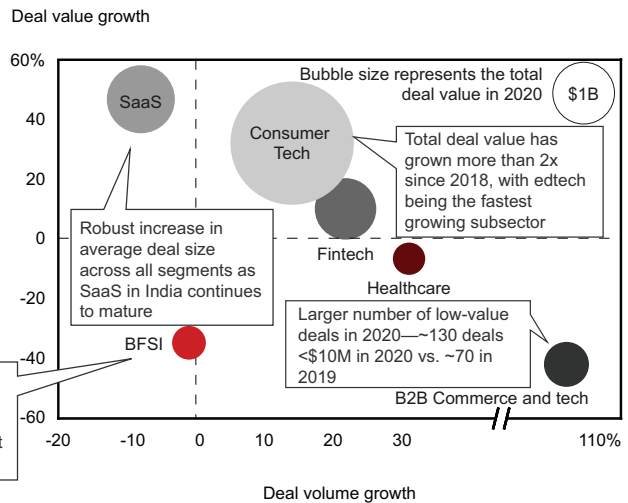 Deal value growth
60%
40
20
0
-20
-40
-60
Bubble size represents the total
deal value in 2020
$1B
SaaS
Consumer
Tech
Total deal value has
grown more than 2x
since 2018, with edtech
being the fastest
growing subsector
Robust increase in
average deal size
across all segments as
SaaS in India continues
to mature
Fintech
Healthcare
Larger number of low-value
deals in 2020—~130 deals
<$10M in 2020 vs. ~70 in
2019
BFSI
B2B Commerce and tech
t
-20
-10
0
10
20
30
110%
Deal volume growth